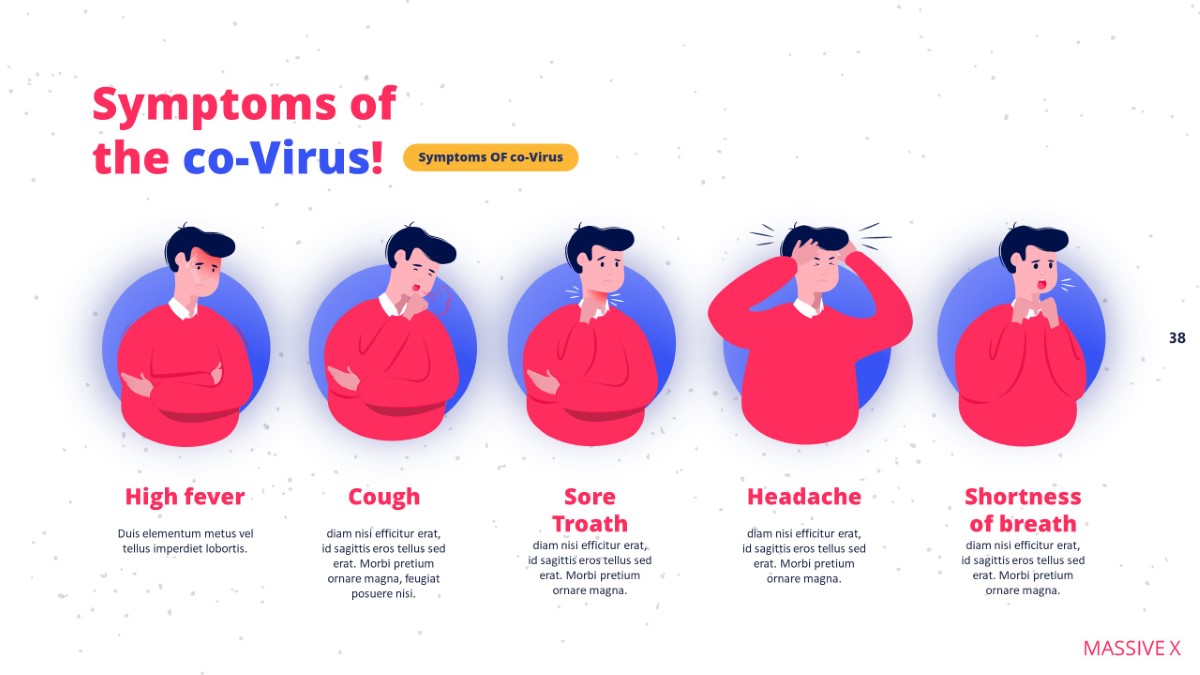 Symptoms of
the co-Virus!
Symptoms OF co-Virus
38
High fever
Duis elementum metus vel
tellus imperdiet lobortis.
Cough
diam nisi efficitur erat,
id sagittis eros tellus sed
erat. Morbi pretium
ornare magna, feugiat
posuere nisi.
Sore
Troath
diam nisi efficitur erat,
id sagittis eros tellus sed
erat. Morbi pretium
ornare magna.
Headache
diam nisi efficitur erat,
id sagittis eros tellus sed
erat. Morbi pretium
ornare magna.
Shortness
of breath
diam nisi efficitur erat,
id sagittis eros tellus sed
erat. Morbi pretium
ornare magna.
MASSIVE X